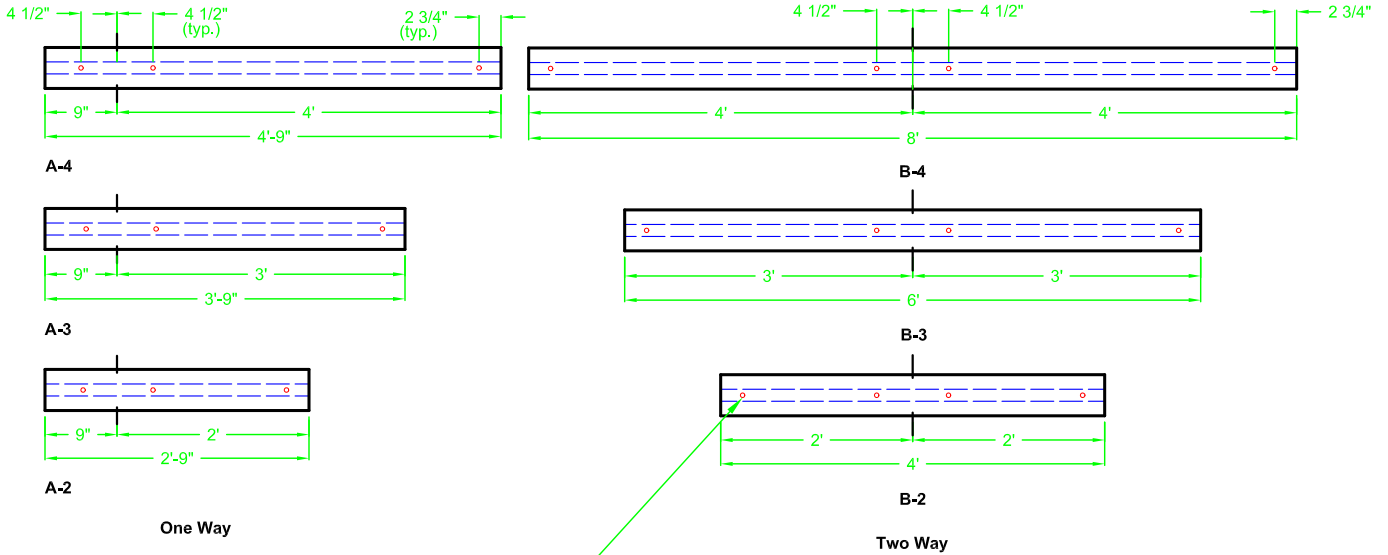 4 1/2" 4 1/2" 2 3/4"
(typ.) (typ.)
9" 4'
4'-9"
A-4
4 1/2" 4 1/2" 2 3/4"
4' 4'
8'
B-4
9" 3'
3'-9"
A-3
3' 3'
6'
B-3
9" 2'
2'-9"
A-2
One Way
2' 2'
4'
B-2
Two Way